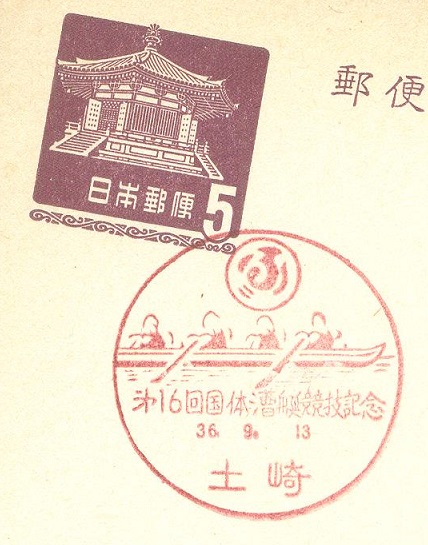 郵便
日本郵便
5
第16回国体漕艇競技記念
36. 9. 13
土崎